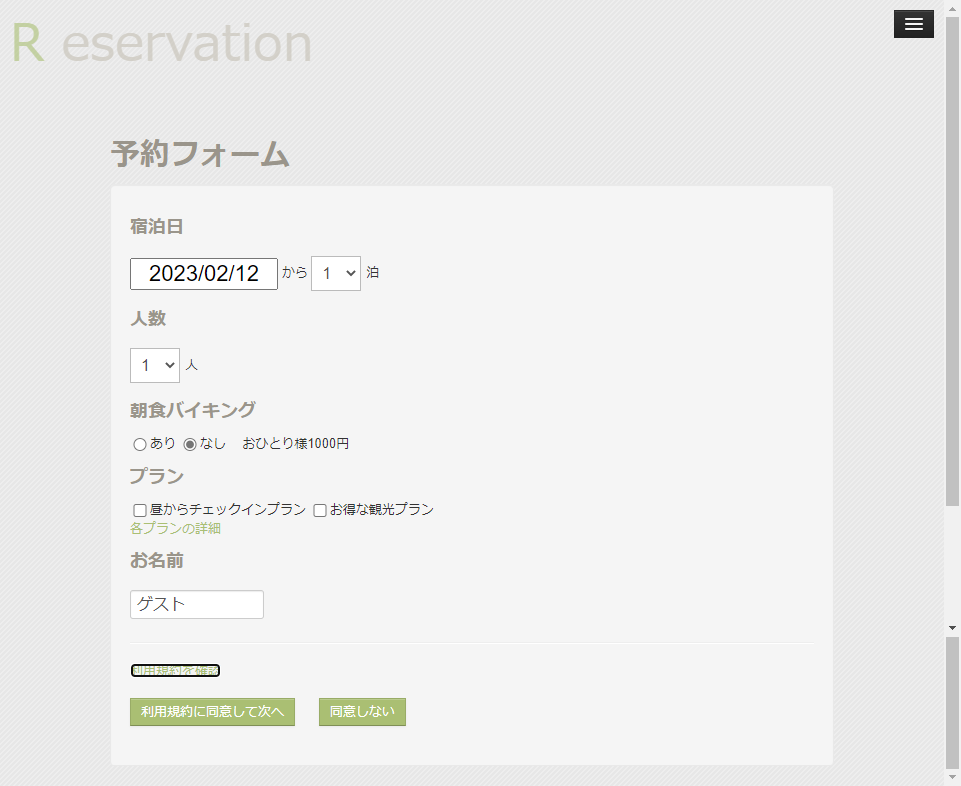 R eservation
予約フォーム
宿泊日
2023/02/12 から 1 泊
人数
1 人
朝食バイキング
あり なし おひとり様1000円
プラン
昼からチェックインプラン お得な観光プラン
各プランの詳細
お名前
ゲスト
利用規約を確認
利用規約に同意して次へ 同意しない